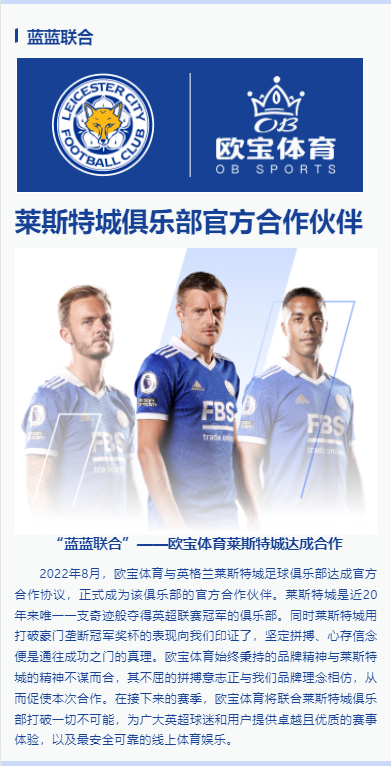 蓝蓝联合
LEICESTER CITY
FOOTBALL CLUB
OB
欧宝体育
OB SPORTS
莱斯特城俱乐部官方合作伙伴
FBS
trade online
FBS
trade online
FBS
trade online
“蓝蓝联合”——欧宝体育莱斯特城达成合作
2022年8月，欧宝体育与英格兰莱斯特城足球俱乐部达成官
方合作协议，正式成为该俱乐部的官方合作伙伴。莱斯特城是近20
年来唯一一支奇迹般夺得英超联赛冠军的俱乐部。同时莱斯特城用
打破豪门垄断冠军奖杯的表现向我们印证了，坚定拼搏、心存信念
便是通往成功之门的真理。欧宝体育始终秉持的品牌精神与莱斯特
城的精神不谋而合，其不屈的拼搏意志正与我们品牌理念相仿，从
而促使本次合作。在接下来的赛季，欧宝体育将联合莱斯特城俱乐
部打破一切不可能，为广大英超球迷和用户提供卓越且优质的赛事
体验，以及最安全可靠的线上体育娱乐。